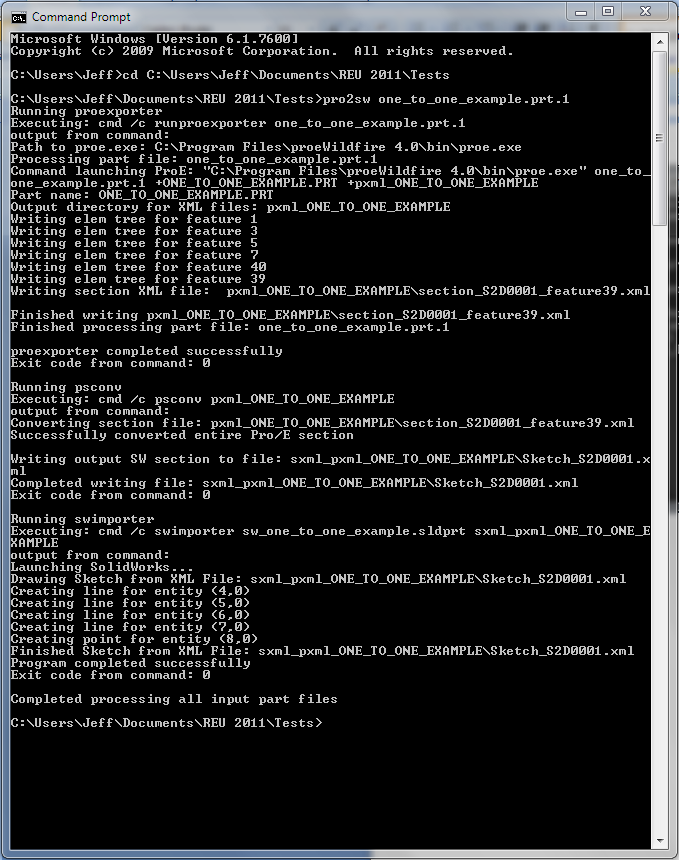 Command Prompt
Microsoft Windows [Version 6.1.7600]
Copyright (c) 2009 Microsoft Corporation.  All rights reserved.
C:\Users\Jeff>cd C:\Users\Jeff\Documents\REU 2011\Tests
C:\Users\Jeff\Documents\REU 2011\Tests>pro2sw one_to_one_example.prt.1
Running proexporter
Executing: cmd /c runproexporter one_to_one_example.prt.1
output from command:
Path to proe.exe: C:\Program Files\proeWildfire 4.0\bin\proe.exe
Processing part file: one_to_one_example.prt.1
Command launching ProE: "C:\Program Files\proeWildfire 4.0\bin\proe.exe" one_to_
one_example.prt.1 +ONE_TO_ONE_EXAMPLE.PRT +pxml_ONE_TO_ONE_EXAMPLE
Part name: ONE_TO_ONE_EXAMPLE.PRT
Output directory for XML files: pxml_ONE_TO_ONE_EXAMPLE
Writing elem tree for feature 1
Writing elem tree for feature 3
Writing elem tree for feature 5
Writing elem tree for feature 7
Writing elem tree for feature 40
Writing elem tree for feature 39
Writing section XML file:  pxml_ONE_TO_ONE_EXAMPLE\section_S2D0001_feature39.xml
Finished writing pxml_ONE_TO_ONE_EXAMPLE\section_S2D0001_feature39.xml
Finished processing part file: one_to_one_example.prt.1
proexporter completed successfully
Exit code from command: 0
Running psconv
Executing: cmd /c psconv pxml_ONE_TO_ONE_EXAMPLE
output from command:
Converting section file: pxml_ONE_TO_ONE_EXAMPLE\section_S2D0001_feature39.xml
Successfully converted entire Pro/E section
Writing output SW section to file: sxml_pxml_ONE_TO_ONE_EXAMPLE\Sketch_S2D0001.x
ml
Completed writing file: sxml_pxml_ONE_TO_ONE_EXAMPLE\Sketch_S2D0001.xml
Exit code from command: 0
Running swimporter
Executing: cmd /c swimporter sw_one_to_one_example.sldprt sxml_pxml_ONE_TO_ONE_E
XAMPLE
output from command:
Launching SolidWorks...
Drawing Sketch from XML File: sxml_pxml_ONE_TO_ONE_EXAMPLE\Sketch_S2D0001.xml
Creating line for entity (4,0)
Creating line for entity (5,0)
Creating line for entity (6,0)
Creating line for entity (7,0)
Creating point for entity (8,0)
Finished Sketch from XML File: sxml_pxml_ONE_TO_ONE_EXAMPLE\Sketch_S2D0001.xml
Program completed successfully
Exit code from command: 0
Completed processing all input part files
C:\Users\Jeff\Documents\REU 2011\Tests>